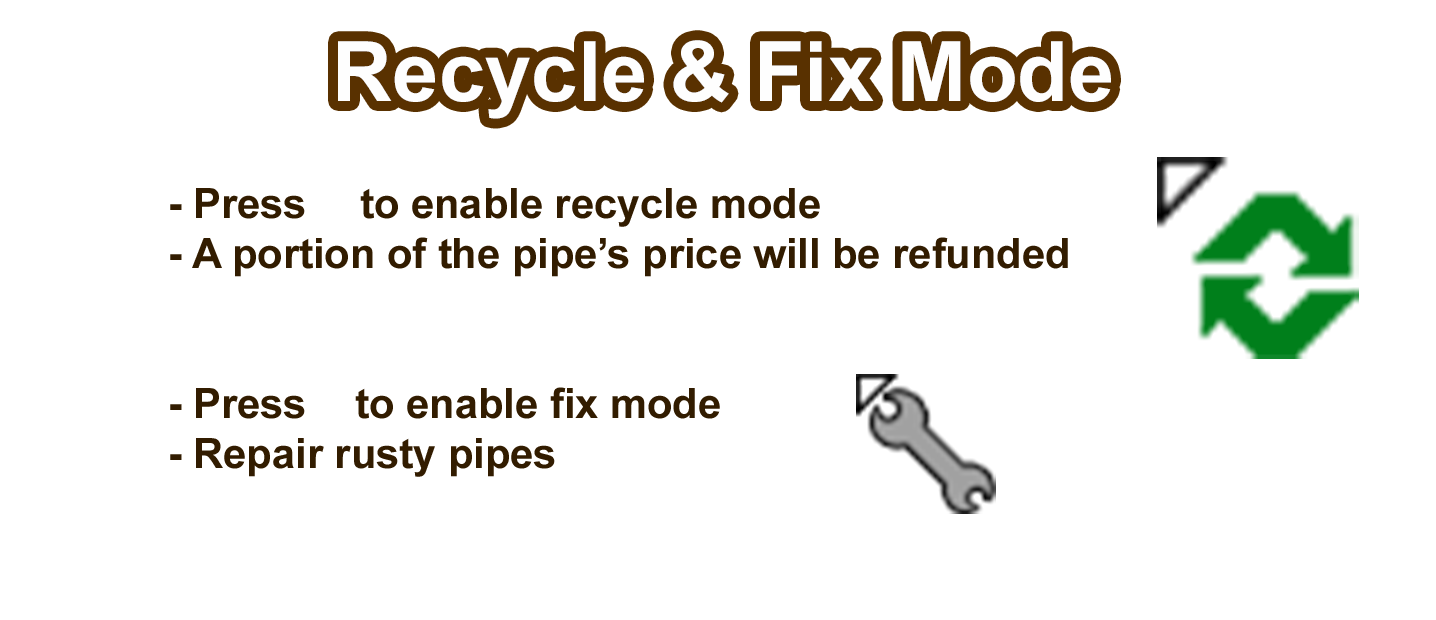 Recycle & Fix Mode
- Press to enable recycle mode
- A portion of the pipe’s price will be refunded
- Press to enable fix mode
- Repair rusty pipes